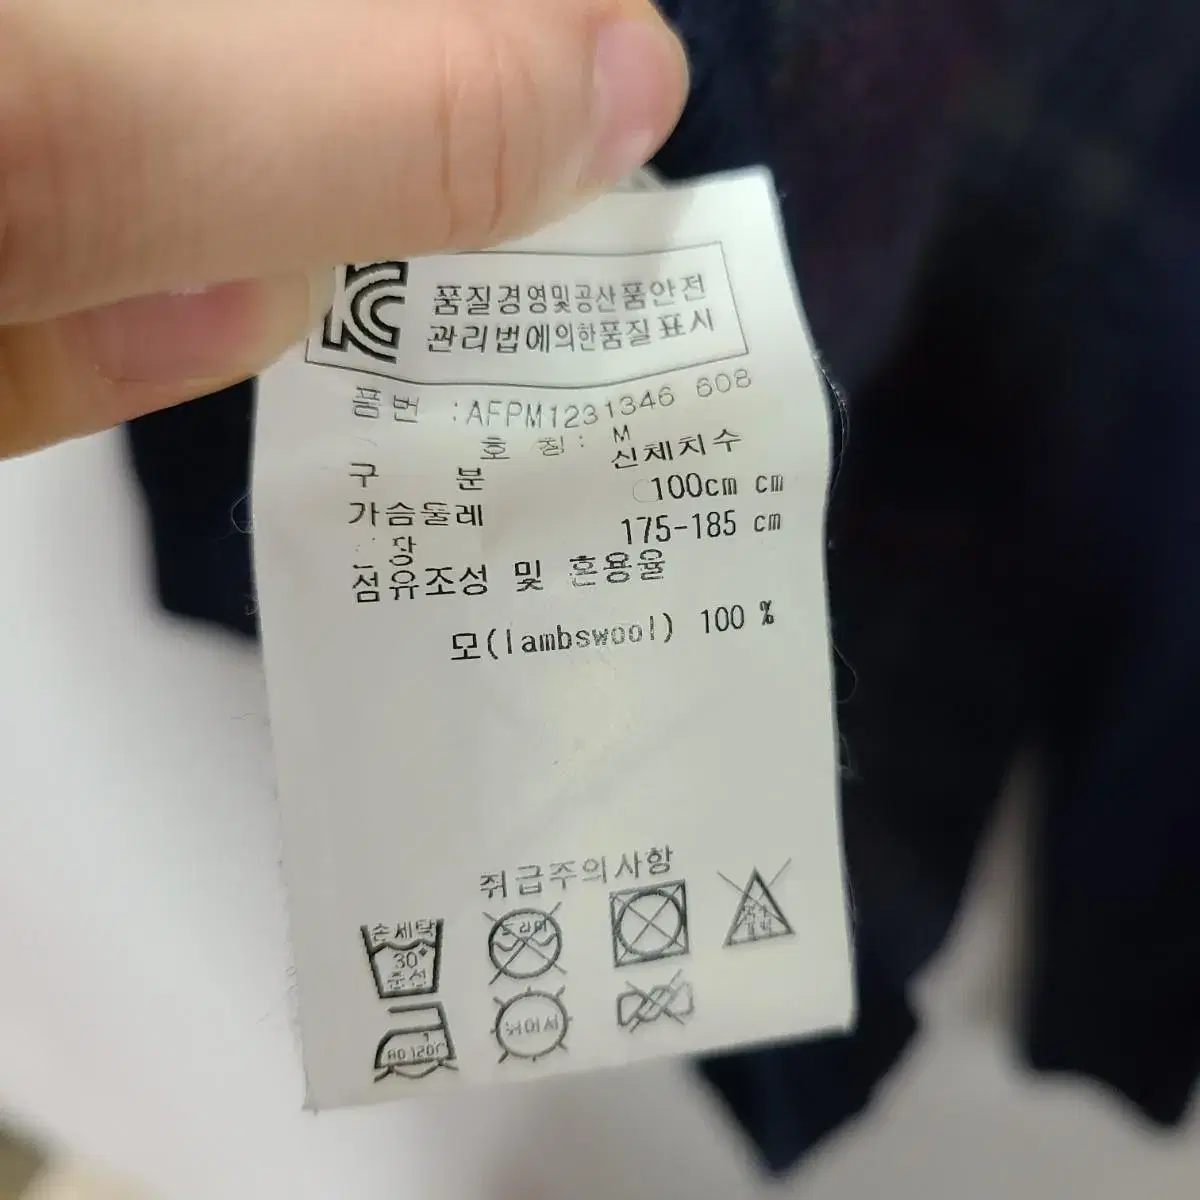 KC 품질경영및공산품안전
관리법에의한품질표시
품번 :AFPM1231346 608
호 칭: M
구 분 신체치수
가슴둘레 100cm cm
장 175-185 cm
섬유조성 및 혼용율
모(lambswool) 100 %
취급주의사항
손세탁 30° 중성
드라이
뉘어서